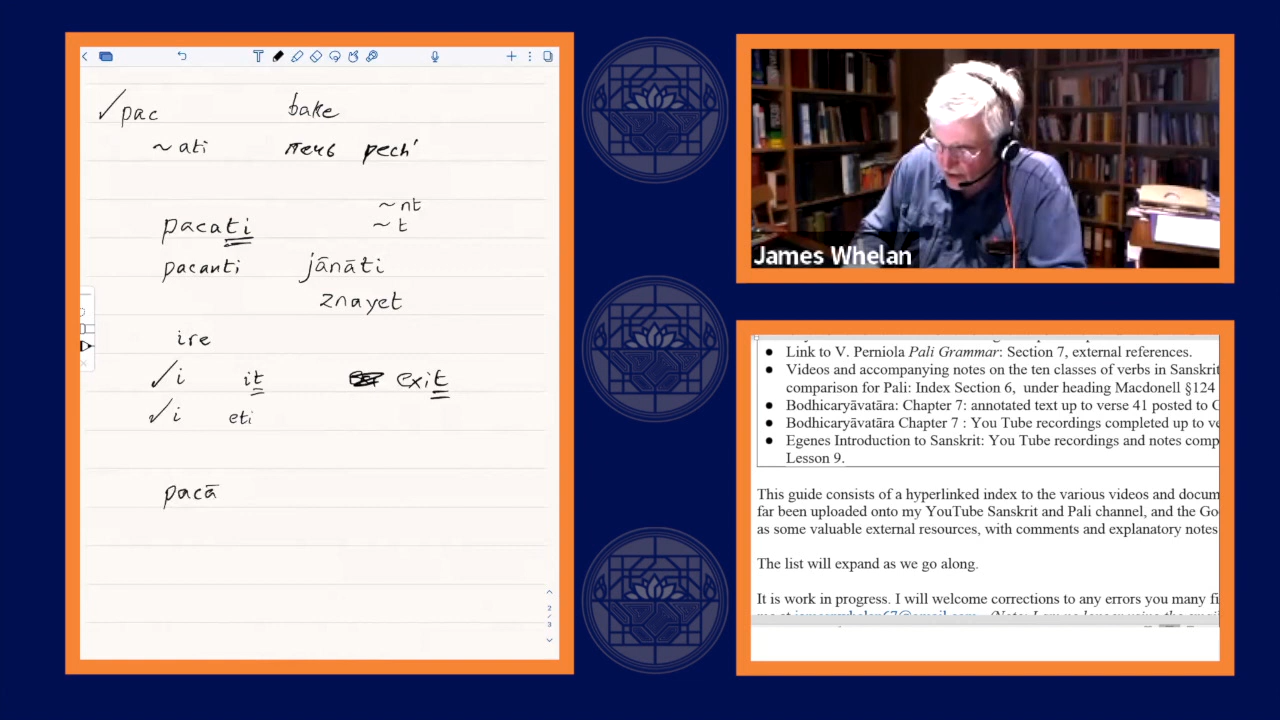 √pac bake
~ati печь pech'
~nt
pacati ~t
pacanti jānāti
znayet
ire
√i it exit
√i eti
pacā
2
3
James Whelan
Link to V. Perniola Pali Grammar: Section 7, external references.
Videos and accompanying notes on the ten classes of verbs in Sanskrit
comparison for Pali: Index Section 6, under heading Macdonell §124
Bodhicaryāvatāra: Chapter 7: annotated text up to verse 41 posted to
Bodhicaryāvatāra Chapter 7 : You Tube recordings completed up to
Egenes Introduction to Sanskrit: You Tube recordings and notes
Lesson 9.
This guide consists of a hyperlinked index to the various videos and
far been uploaded onto my YouTube Sanskrit and Pali channel, and the
as some valuable external resources, with comments and explanatory notes
The list will expand as we go along.
It is work in progress. I will welcome corrections to any errors you many